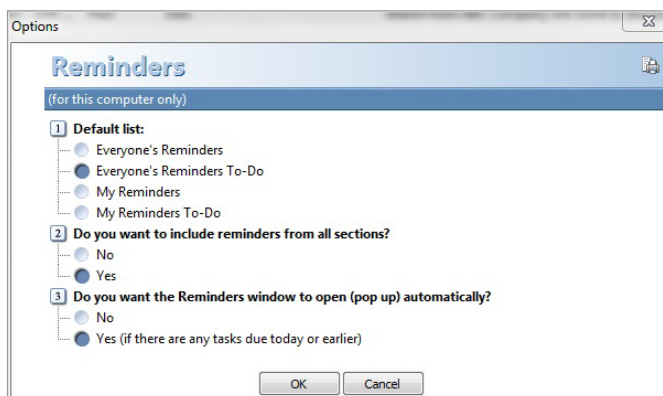 Options
Reminders
(for this computer only)
1 Default list:
Everyone's Reminders
Everyone's Reminders To-Do
My Reminders
My Reminders To-Do
2 Do you want to include reminders from all sections?
No
Yes
3 Do you want the Reminders window to open (pop up) automatically?
No
Yes (if there are any tasks due today or earlier)
OK Cancel